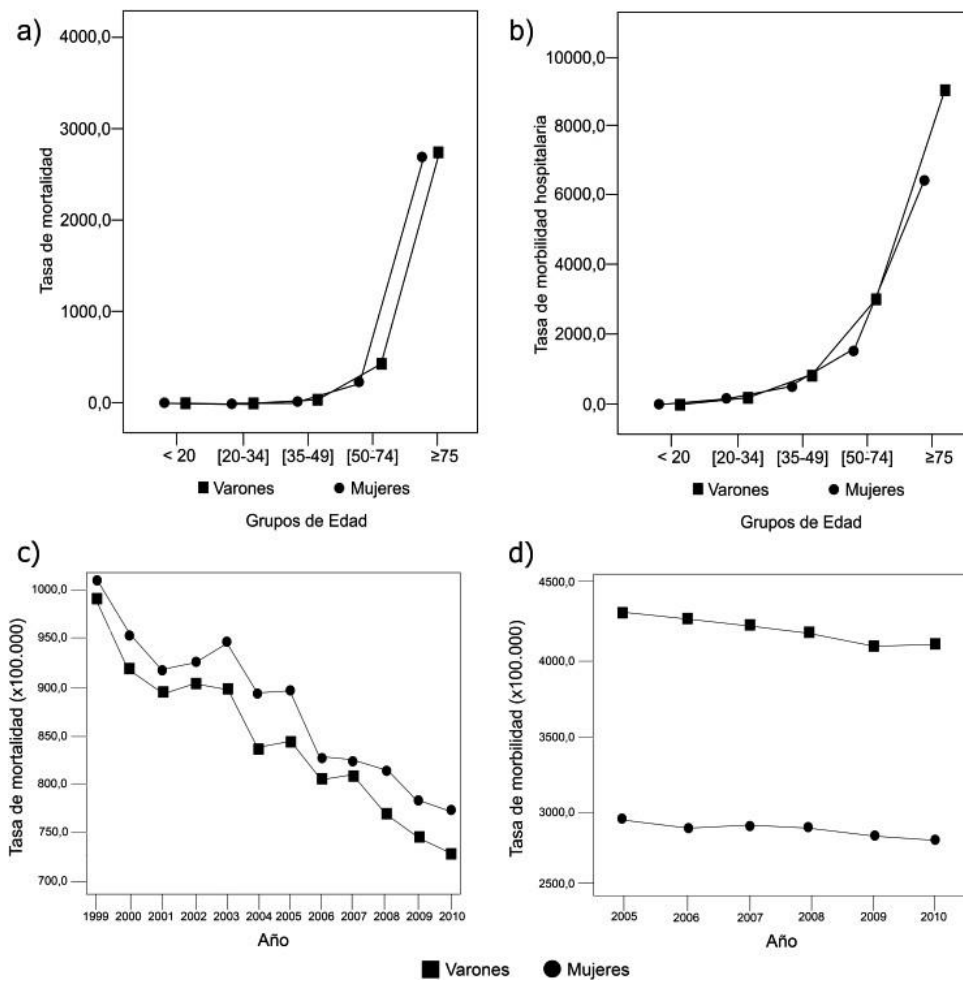 a)
4000,0
3000,0
2000,0
1000,0
0,0
Tasa de mortalidad
< 20 [20-34] [35-49] [50-74] ≥75
Varones Mujeres
Grupos de Edad
b)
10000,0
8000,0
6000,0
4000,0
2000,0
0,0
Tasa de morbilidad hospitalaria
< 20 [20-34] [35-49] [50-74] ≥75
Varones Mujeres
Grupos de Edad
c)
1000,0
950,0
900,0
850,0
800,0
750,0
700,0
Tasa de mortalidad (x100.000)
1999 2000 2001 2002 2003 2004 2005 2006 2007 2008 2009 2010
Año
d)
4500,0
4000,0
3500,0
3000,0
2500,0
Tasa de morbilidad (x100.000)
2005 2006 2007 2008 2009 2010
Año
Varones Mujeres